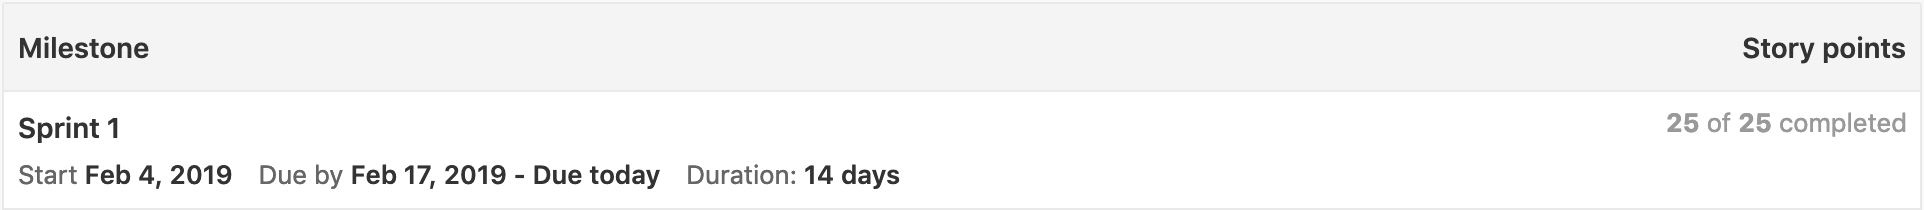 Milestone Story points
Sprint 1 25 of 25 completed
Start Feb 4, 2019 Due by Feb 17, 2019 - Due today Duration: 14 days